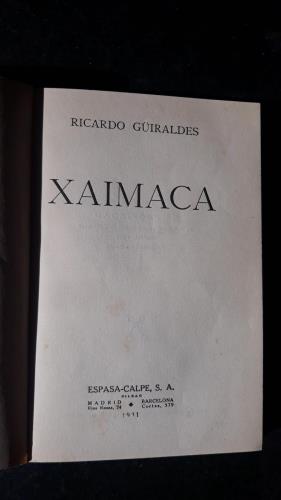 RICARDO GÜIRALDES
XAIMACA
ESPASA-CALPE, S. A.
BILBAO
MADRID BARCELONA
Ríos Rosas, 24 Cortes, 579
1931